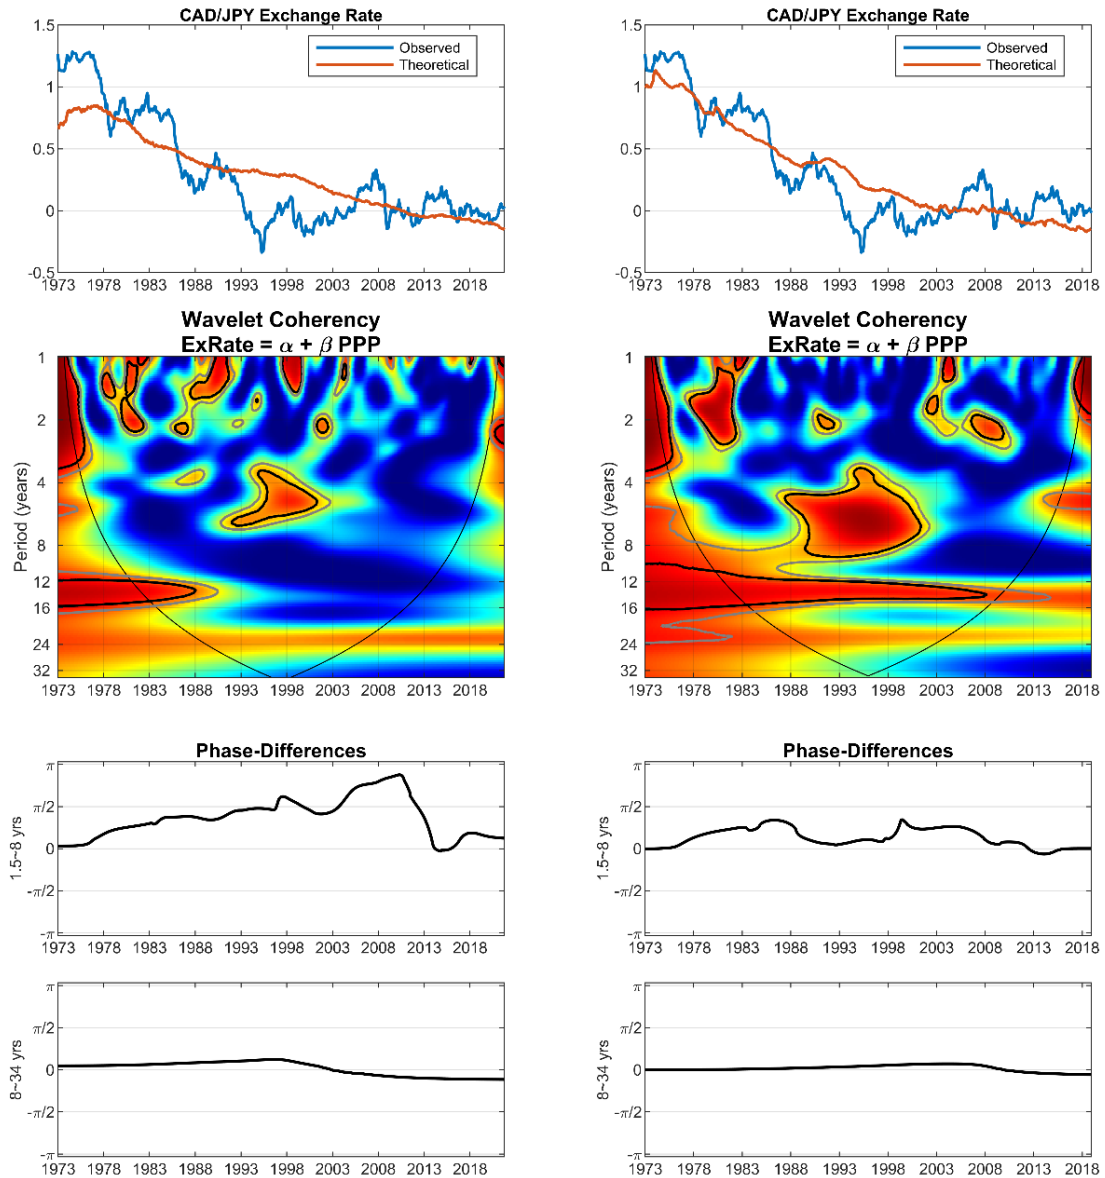 CAD/JPY Exchange Rate
1.5
1
0.5
0
-0.5
Observed
Theoretical
1973 1978 1983 1988 1993 1998 2003 2008 2013 2018
Wavelet Coherency
ExRate = α + β PPP
Period (years)
1
2
4
8
12
16
24
32
1973 1978 1983 1988 1993 1998 2003 2008 2013 2018
Phase-Differences
1.5~8 yrs
π
π/2
0
-π/2
-π
1973 1978 1983 1988 1993 1998 2003 2008 2013 2018
8~34 yrs
π
π/2
0
-π/2
-π
1973 1978 1983 1988 1993 1998 2003 2008 2013 2018
CAD/JPY Exchange Rate
1.5
1
0.5
0
-0.5
Observed
Theoretical
1973 1978 1983 1988 1993 1998 2003 2008 2013 2018
Wavelet Coherency
ExRate = α + β PPP
Period (years)
1
2
4
8
12
16
24
32
1973 1978 1983 1988 1993 1998 2003 2008 2013 2018
Phase-Differences
1.5~8 yrs
π
π/2
0
-π/2
-π
1973 1978 1983 1988 1993 1998 2003 2008 2013 2018
8~34 yrs
π
π/2
0
-π/2
-π
1973 1978 1983 1988 1993 1998 2003 2008 2013 2018